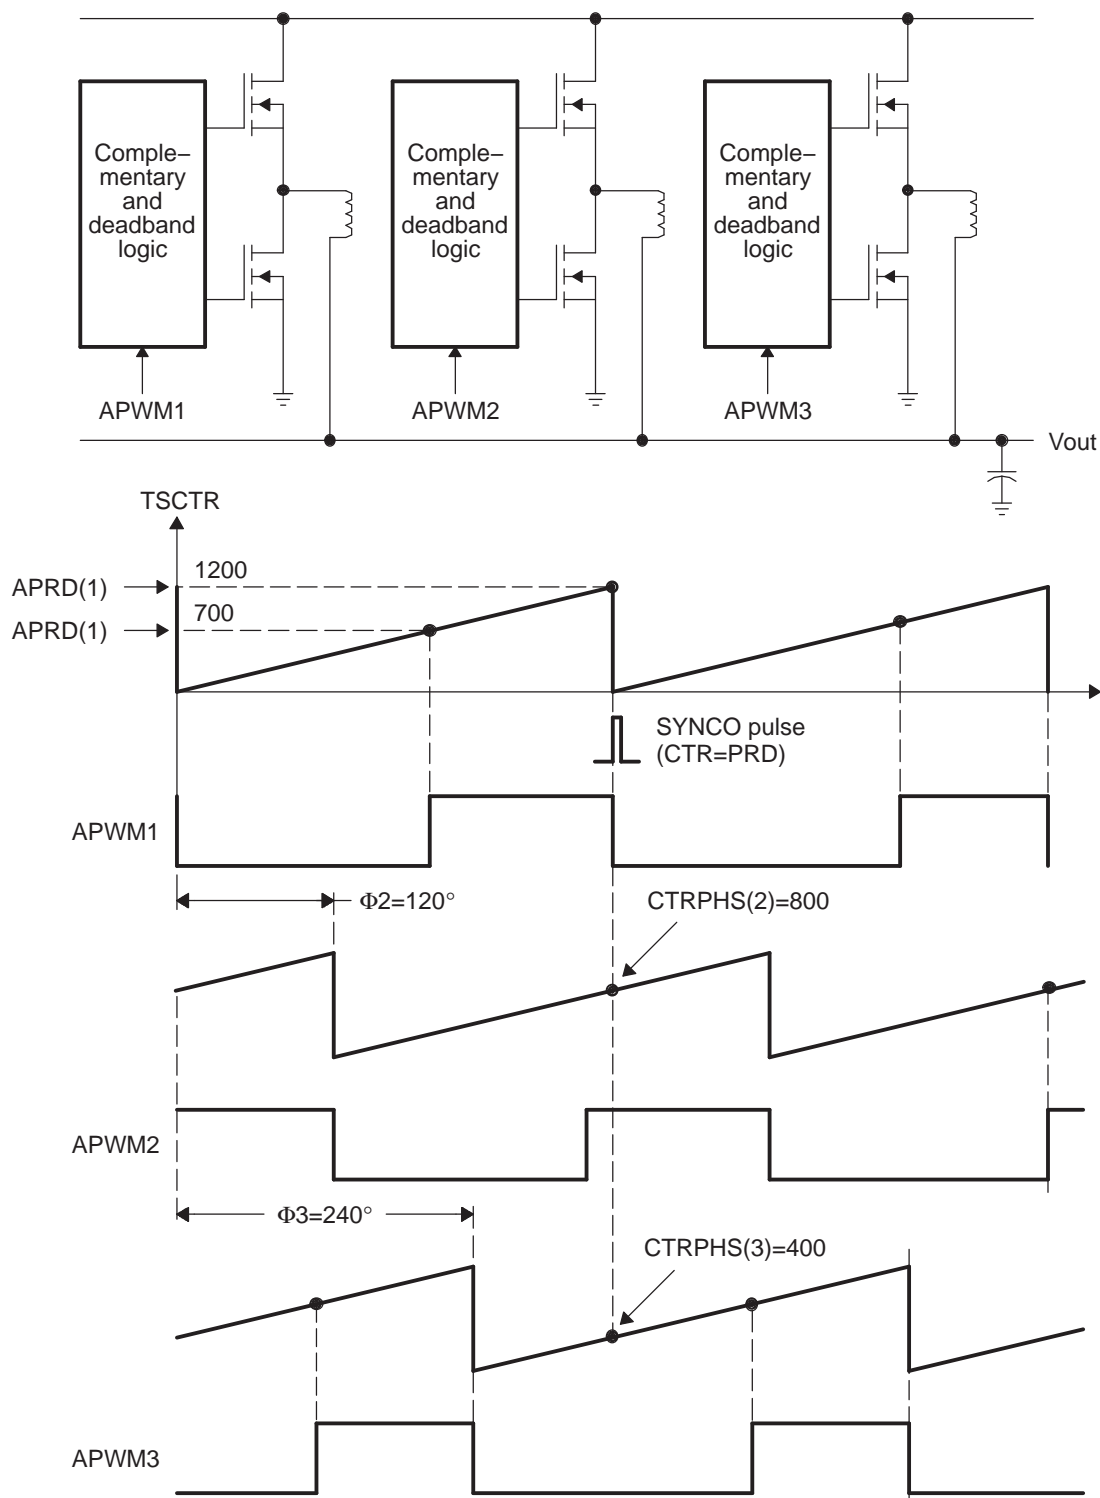 Comple−
mentary
and
deadband
logic
Comple−
mentary
and
deadband
logic
Comple−
mentary
and
deadband
logic
APWM1
APWM2
APWM3
Vout
TSCTR
APRD(1)
1200
APRD(1)
700
SYNCO pulse
(CTR=PRD)
APWM1
Φ2=120°
CTRPHS(2)=800
APWM2
Φ3=240°
CTRPHS(3)=400
APWM3